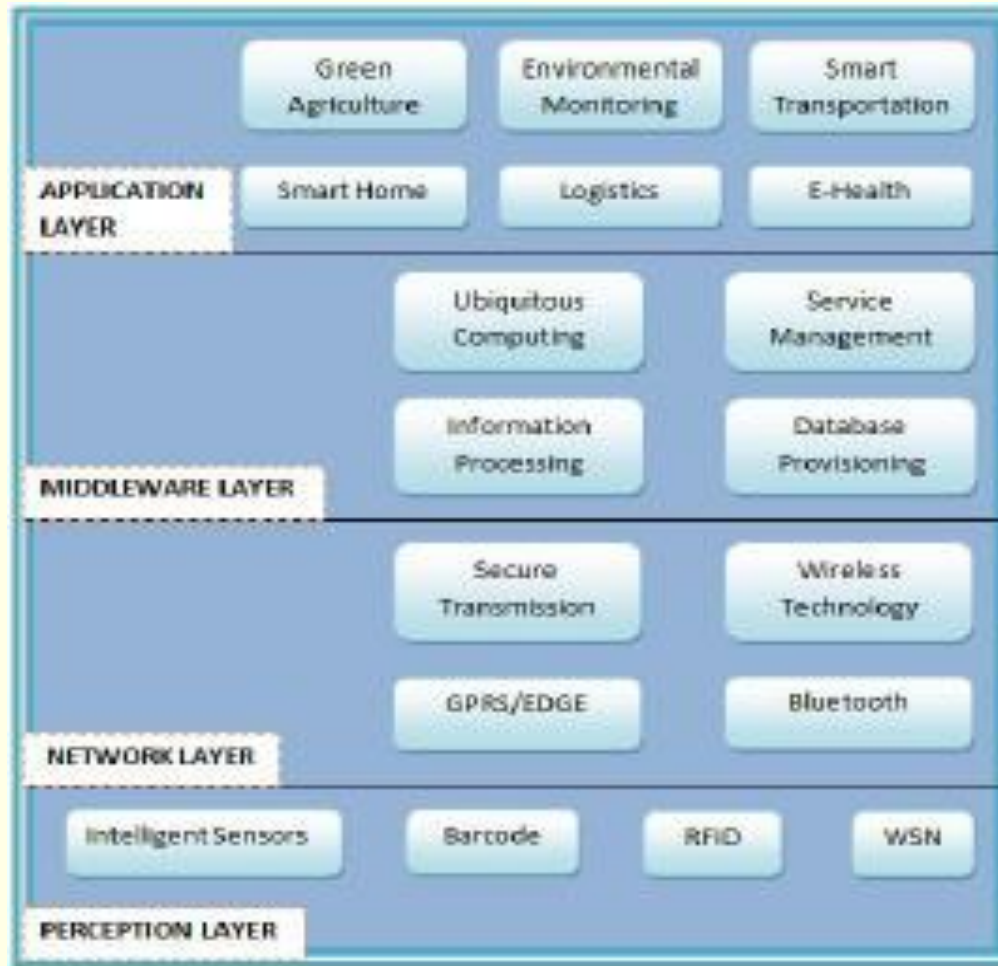 Green
Agriculture
Environmental
Monitoring
Smart
Transportation
APPLICATION
LAYER
Smart Home
Logistics
E-Health
Ubiquitous
Computing
Service
Management
Information
Processing
Database
Provisioning
MIDDLEWARE LAYER
Secure
Transmission
Wireless
Technology
GPRS/EDGE
Bluetooth
NETWORK LAYER
Intelligent Sensors
Barcode
RFID
WSN
PERCEPTION LAYER